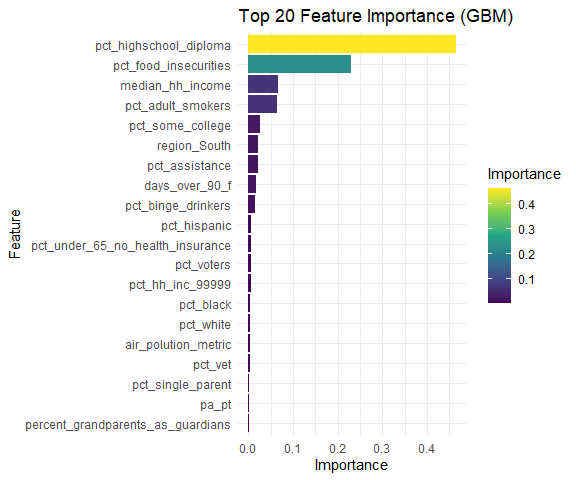 Top 20 Feature Importance (GBM)
pct_highschool_diploma
pct_food_insecurities
median_hh_income
pct_adult_smokers
pct_some_college
region_South
pct_assistance
days_over_90_f
pct_binge_drinkers
pct_hispanic
pct_under_65_no_health_insurance
pct_voters
pct_hh_inc_99999
pct_black
pct_white
air_polution_metric
pct_vet
pct_single_parent
pa_pt
percent_grandparents_as_guardians
Feature
0.0 0.1 0.2 0.3 0.4
Importance
Importance
0.4
0.3
0.2
0.1